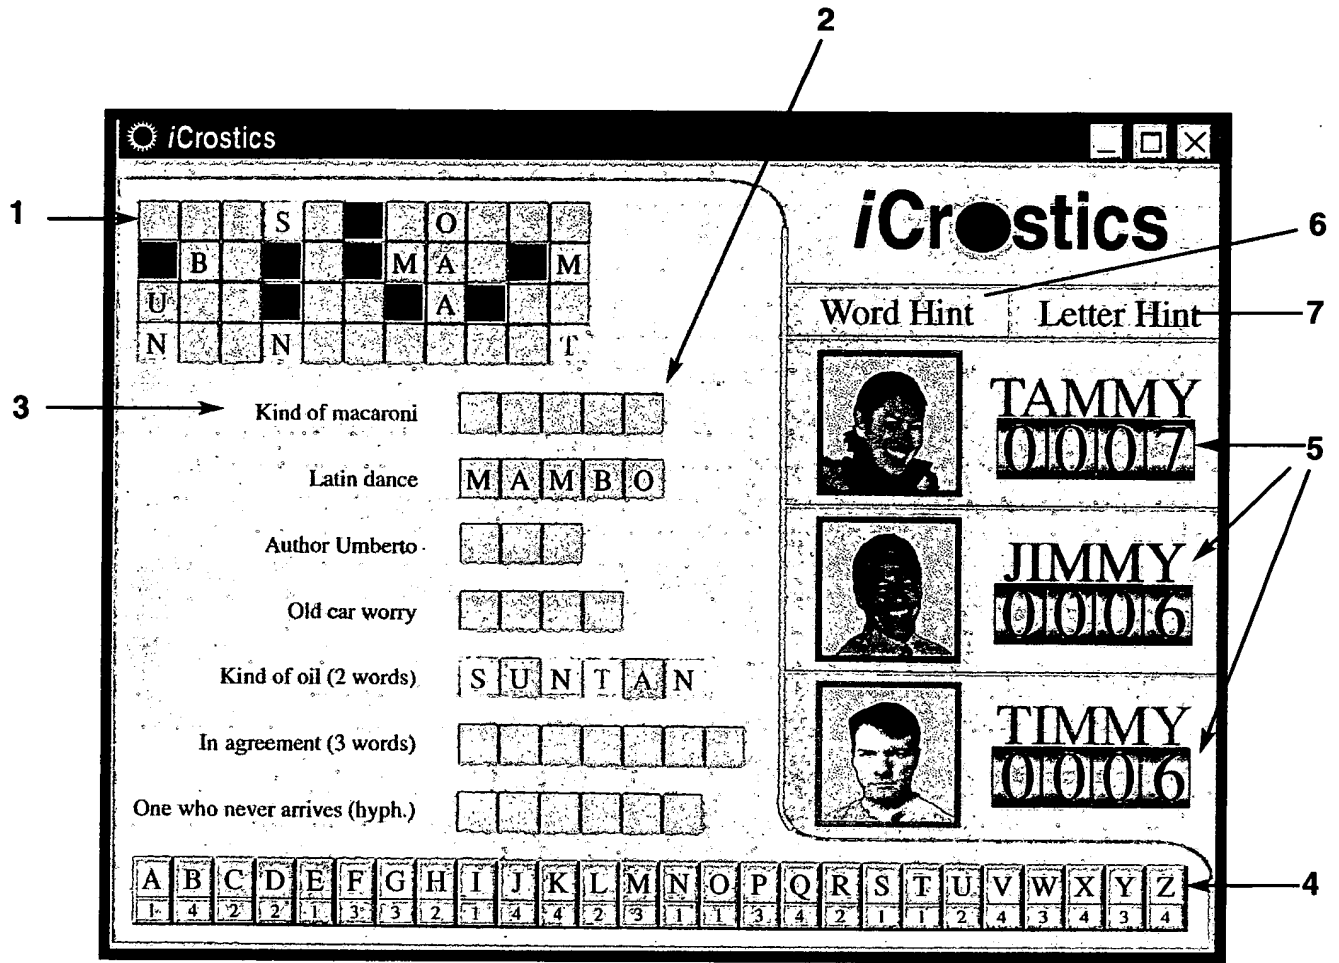 2
iCrostics
iCrostics
1
S O
B M A M
U A
N N T
6
Word Hint Letter Hint
7
3
Kind of macaroni
TAMMY
0007
5
Latin dance MAMBO
Author Umberto
JIMMY
0006
Old car worry
Kind of oil (2 words) SUNTAN
In agreement (3 words)
TIMMY
0006
One who never arrives (hyph.)
A B C D E F G H I J K L M N O P Q R S T U V W X Y Z
1 4 2 2 1 3 3 2 1 4 4 2 3 1 1 3 4 2 1 1 2 4 3 4 3 4
4